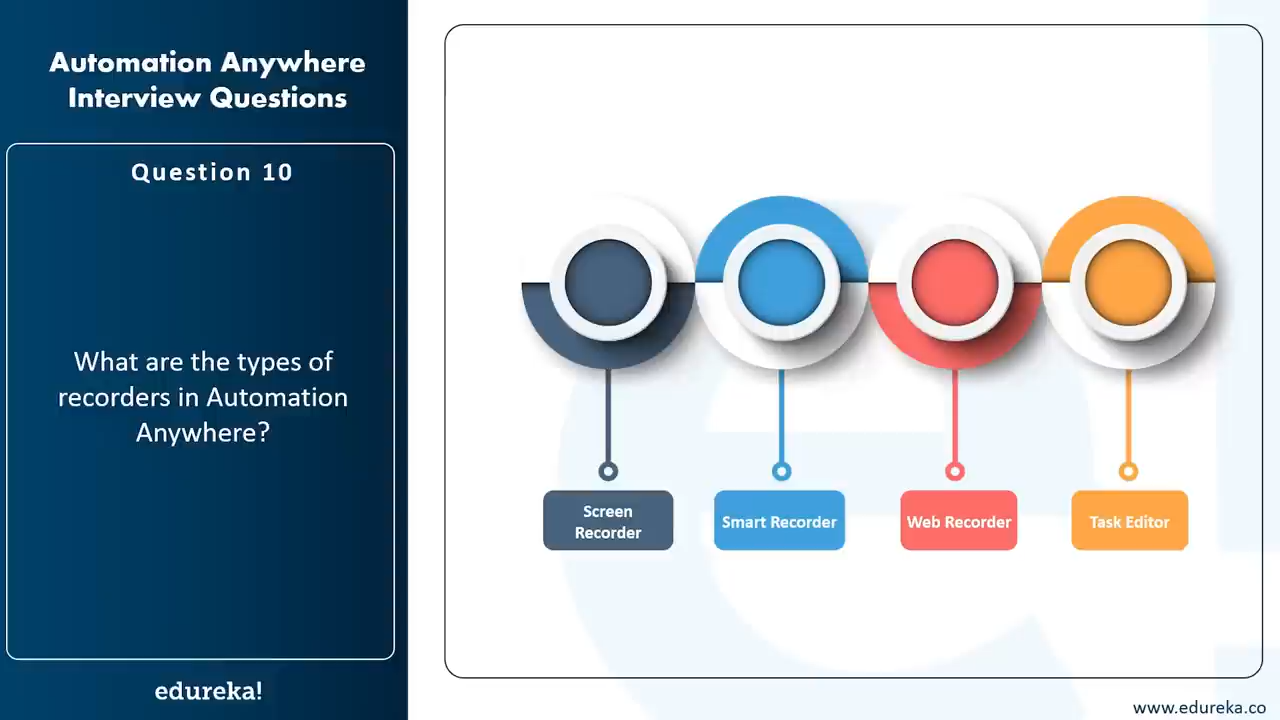 Automation Anywhere
Interview Questions
Question 10
What are the types of
recorders in Automation
Anywhere?
edureka!
Screen
Recorder
Smart Recorder
Web Recorder
Task Editor
www.edureka.co